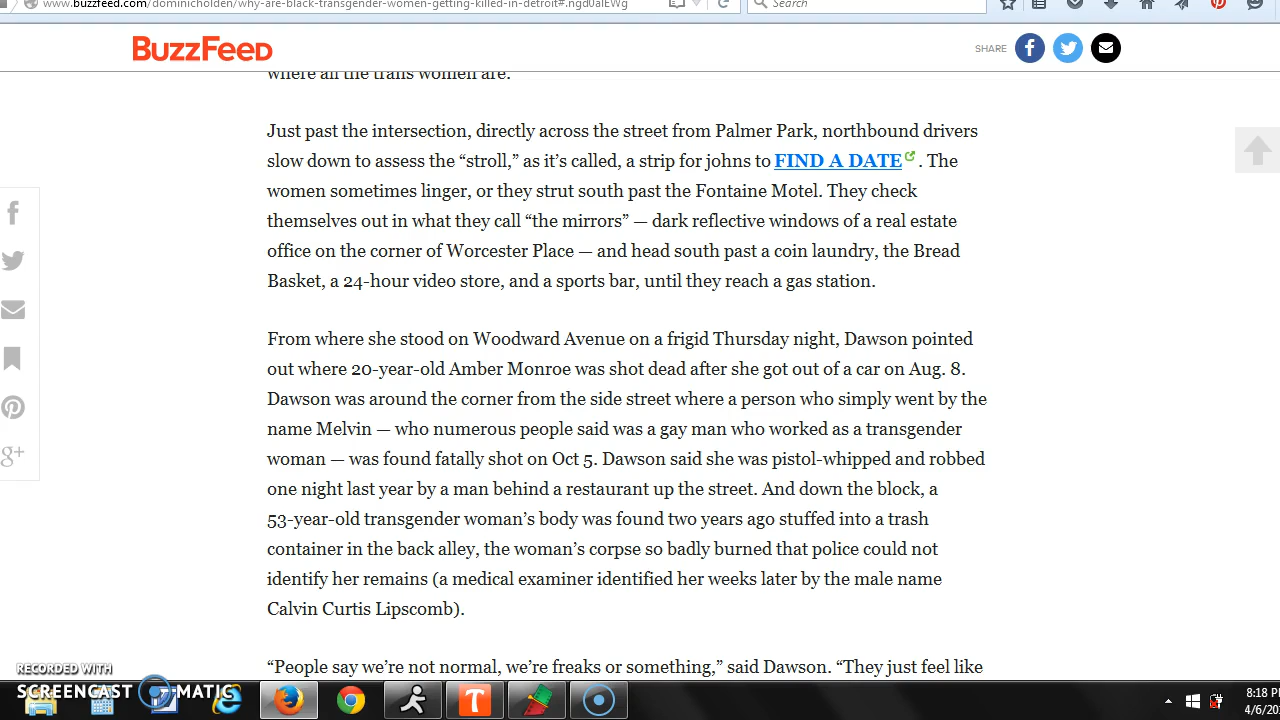 www.buzzfeed.com/dominicholden/why-are-black-transgender-women-getting-killed-in-detroit#.ngd0alEWg
Search
BuzzFeed
SHARE
where all the trans women are.
Just past the intersection, directly across the street from Palmer Park, northbound drivers
slow down to assess the “stroll,” as it’s called, a strip for johns to FIND A DATE . The
women sometimes linger, or they strut south past the Fontaine Motel. They check
themselves out in what they call “the mirrors” — dark reflective windows of a real estate
office on the corner of Worcester Place — and head south past a coin laundry, the Bread
Basket, a 24-hour video store, and a sports bar, until they reach a gas station.
From where she stood on Woodward Avenue on a frigid Thursday night, Dawson pointed
out where 20-year-old Amber Monroe was shot dead after she got out of a car on Aug. 8.
Dawson was around the corner from the side street where a person who simply went by the
name Melvin — who numerous people said was a gay man who worked as a transgender
woman — was found fatally shot on Oct 5. Dawson said she was pistol-whipped and robbed
one night last year by a man behind a restaurant up the street. And down the block, a
53-year-old transgender woman’s body was found two years ago stuffed into a trash
container in the back alley, the woman’s corpse so badly burned that police could not
identify her remains (a medical examiner identified her weeks later by the male name
Calvin Curtis Lipscomb).
“People say we’re not normal, we’re freaks or something,” said Dawson. “They just feel like
RECORDED WITH
SCREENCAST MATIC
8:18 P
4/6/20